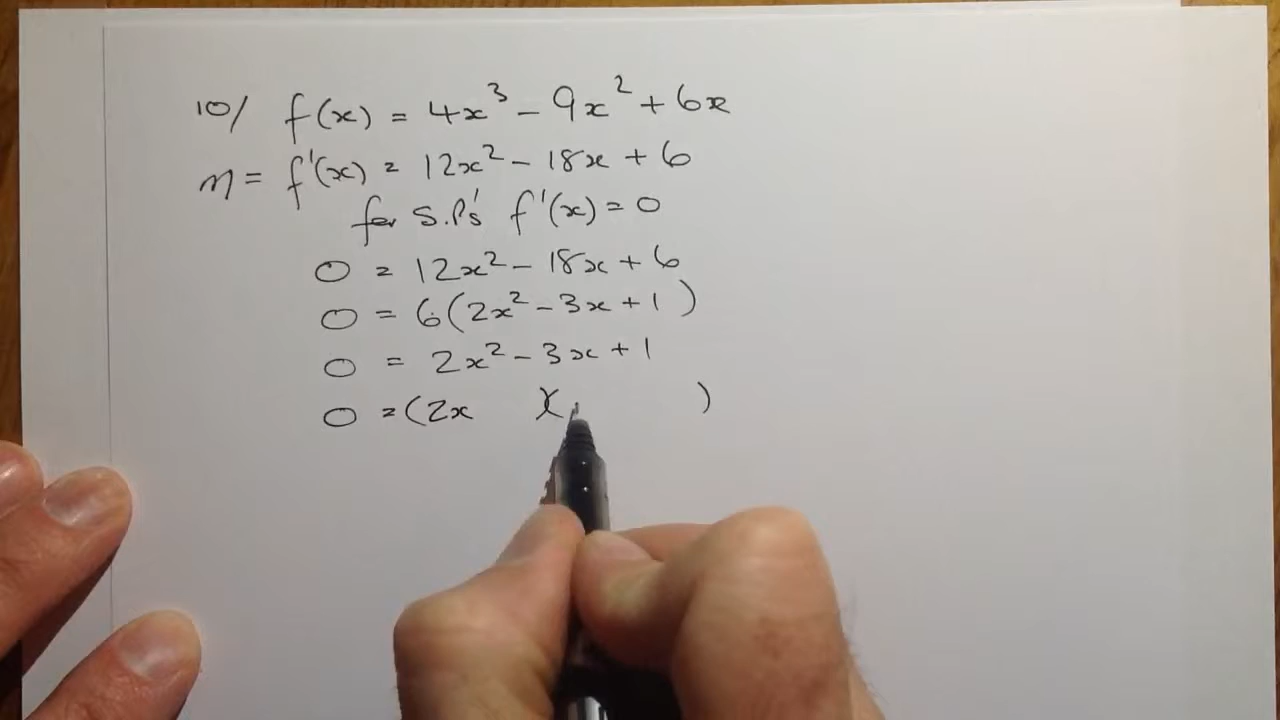 10/ f(x) = 4x³ - 9x² + 6x
m = f'(x) = 12x² - 18x + 6
for S.P's' f'(x) = 0
0 = 12x² - 18x + 6
0 = 6(2x² - 3x + 1)
0 = 2x² - 3x + 1
0 = (2x )( )